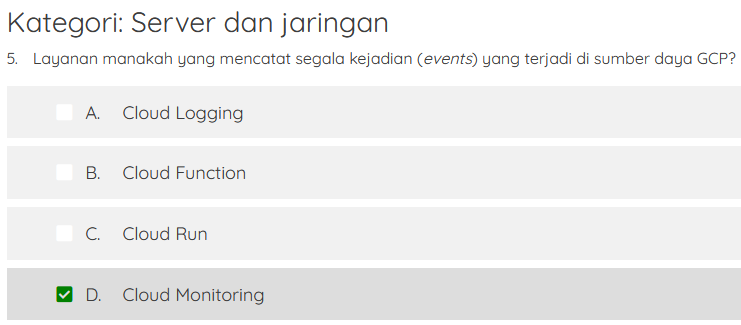 Kategori: Server dan jaringan
5. Layanan manakah yang mencatat segala kejadian (events) yang terjadi di sumber daya GCP?
A. Cloud Logging
B. Cloud Function
C. Cloud Run
D. Cloud Monitoring